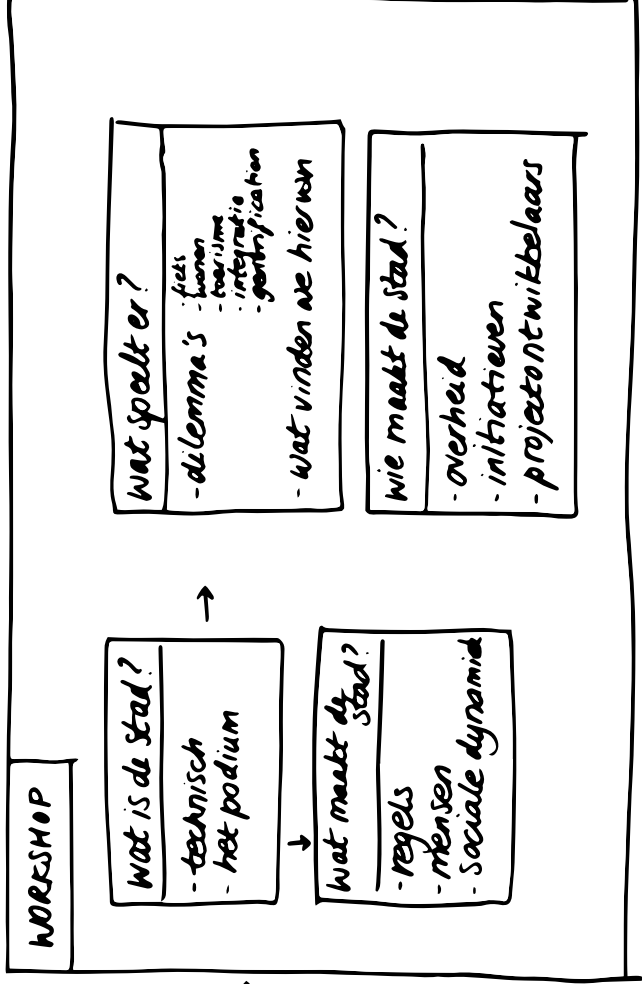 WORKSHOP
wat is de stad?
- technisch
- het podium
→
wat speelt er?
- dilemma's
· fiets
· wonen
· toerisme
· integratie
· gentrification
- wat vinden we hiervan
↓
wat maakt de
stad?
- regels
- mensen
- sociale dynamiek
wie maakt de stad?
- overheid
- initiatieven
- projectontwikkelaars